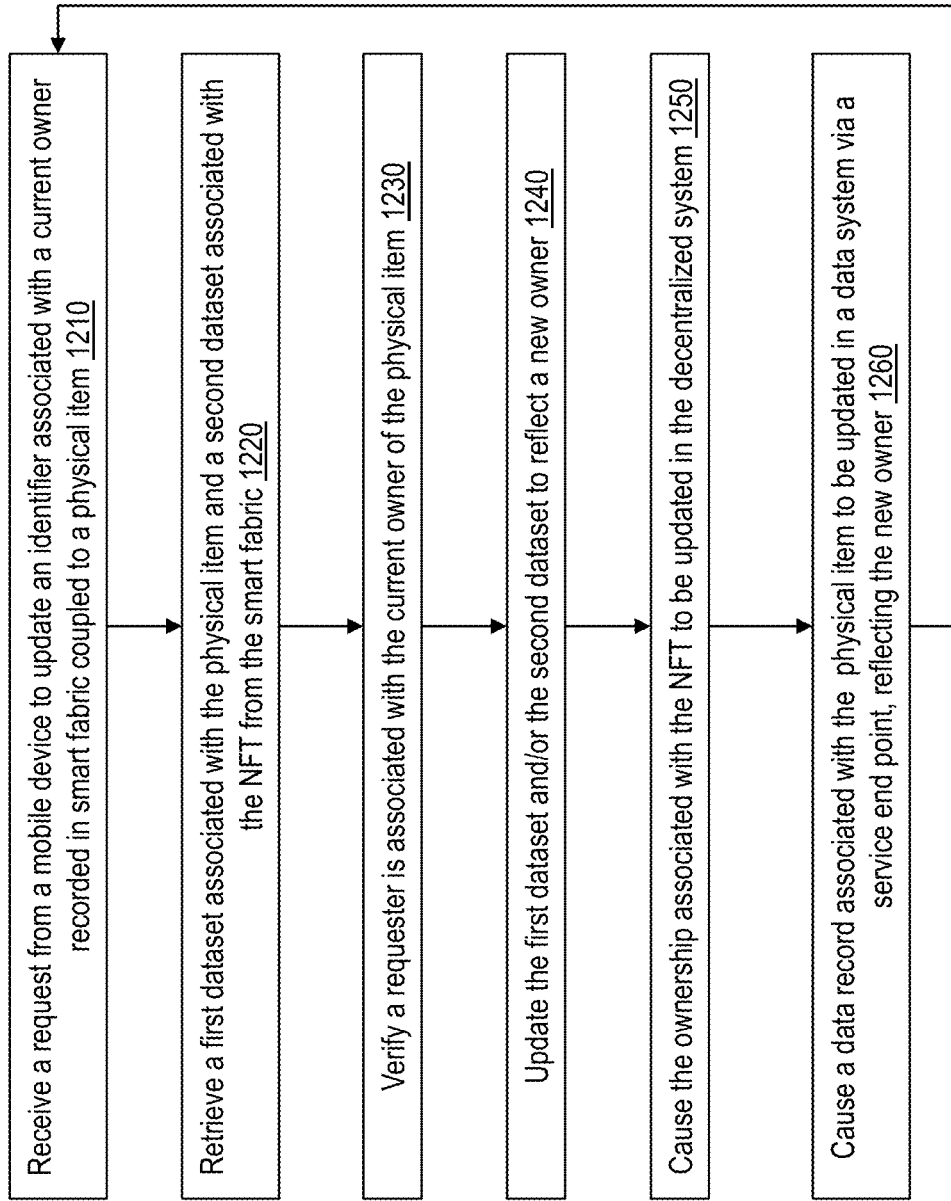 Receive a request from a mobile device to update an identifier associated with a current owner
recorded in smart fabric coupled to a physical item 1210
Retrieve a first dataset associated with the physical item and a second dataset associated with
the NFT from the smart fabric 1220
Verify a requester is associated with the current owner of the physical item 1230
Update the first dataset and/or the second dataset to reflect a new owner 1240
Cause the ownership associated with the NFT to be updated in the decentralized system 1250
Cause a data record associated with the physical item to be updated in a data system via a
service end point, reflecting the new owner 1260